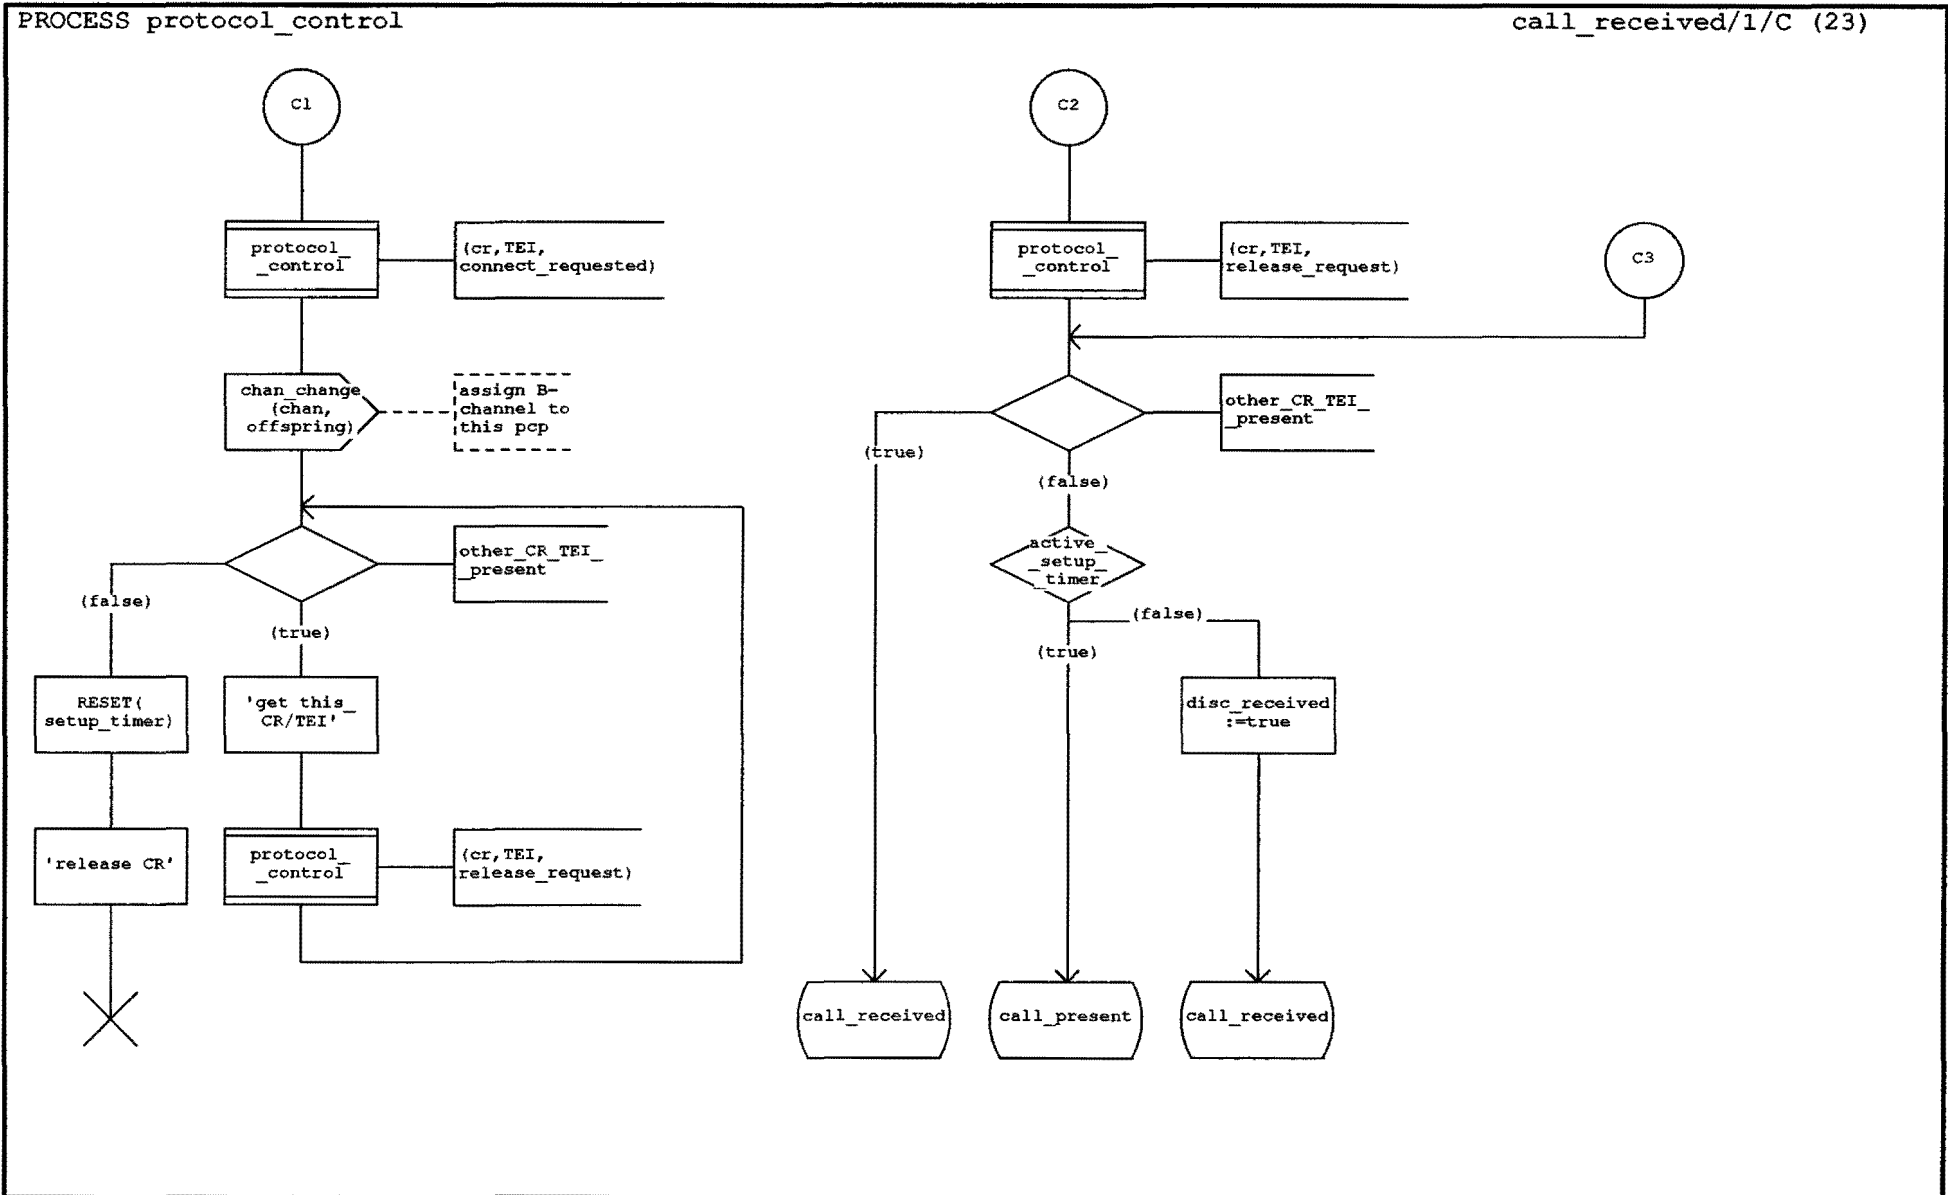 PROCESS protocol_control
call_received/1/C (23)
C1
protocol_
_control
(cr,TEI,
connect_requested)
chan_change
(chan,
offspring)
assign B-
channel to
this pcp
other_CR_TEI_
_present
(false)
(true)
RESET(
setup_timer)
'get this_
CR/TEI'
'release CR'
protocol_
_control
(cr,TEI,
release_request)
C2
protocol_
_control
(cr,TEI,
release_request)
C3
other_CR_TEI_
_present
(true)
(false)
active_
_setup_
_timer
(false)
(true)
disc_received
:=true
call_received
call_present
call_received